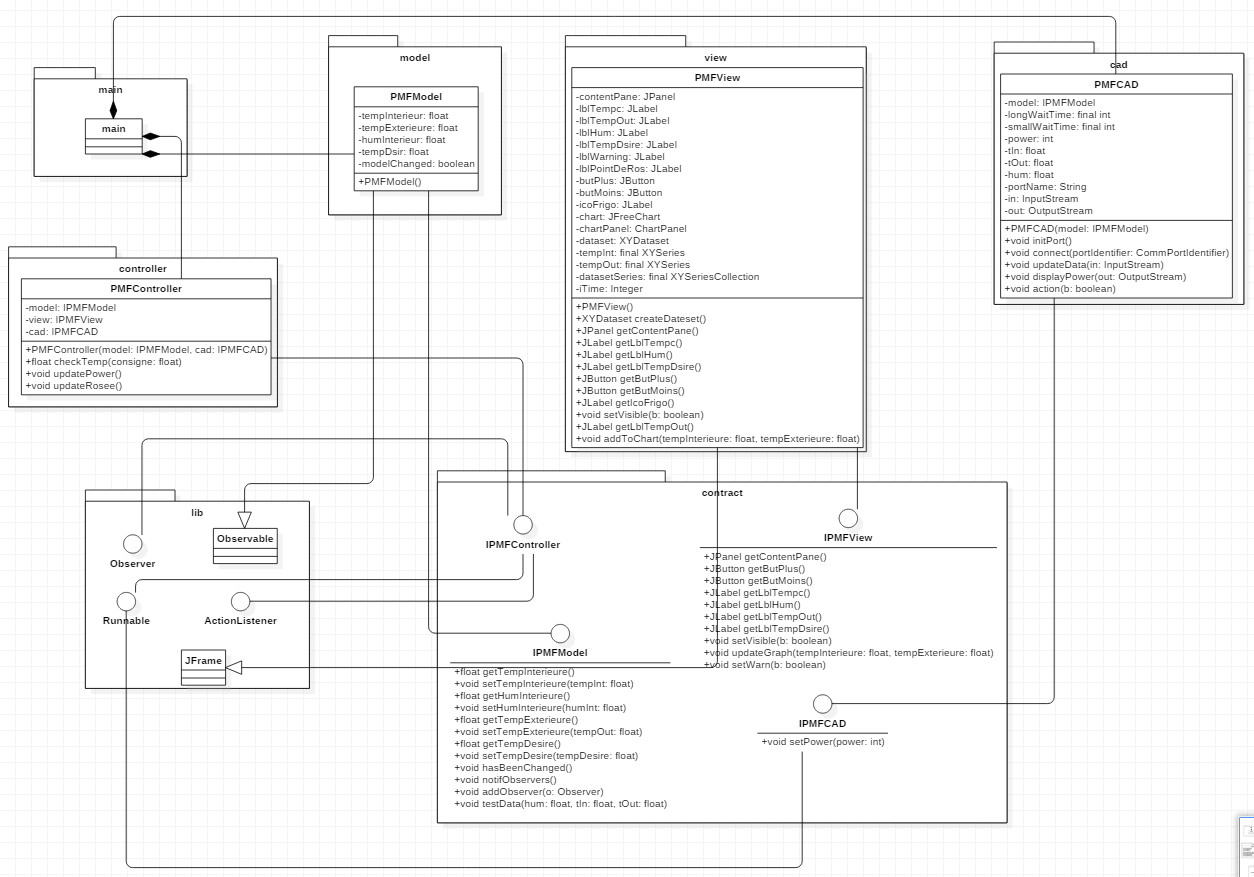 main
main
model
PMFModel
-tempInterieur: float
-tempExterieure: float
-humInterieur: float
-tempDsir: float
-modelChanged: boolean
+PMFModel()
view
PMFView
-contentPane: JPanel
-lblTempc: JLabel
-lblTempOut: JLabel
-lblHum: JLabel
-lblTempDsire: JLabel
-lblWarning: JLabel
-lblPointDeRos: JLabel
-butPlus: JButton
-butMoins: JButton
-icoFrigo: JLabel
-chart: JFreeChart
-chartPanel: ChartPanel
-dataset: XYDataset
-tempInt: final XYSeries
-tempOut: final XYSeries
-datasetSeries: final XYSeriesCollection
-iTime: Integer
+PMFView()
+XYDataset createDateset()
+JPanel getContentPane()
+JLabel getLblTempc()
+JLabel getLblHum()
+JLabel getLblTempDsire()
+JButton getButPlus()
+JButton getButMoins()
+JLabel getIcoFrigo()
+void setVisible(b: boolean)
+JLabel getLblTempOut()
+void addToChart(tempInterieure: float, tempExterieure: float)
cad
PMFCAD
-model: IPMFModel
-longWaitTime: final int
-smallWaitTime: final int
-power: int
-tIn: float
-tOut: float
-hum: float
-portName: String
-in: InputStream
-out: OutputStream
+PMFCAD(model: IPMFModel)
+void initPort()
+void connect(portIdentifier: CommPortIdentifier)
+void updateData(in: InputStream)
+void displayPower(out: OutputStream)
+void action(b: boolean)
controller
PMFController
-model: IPMFModel
-view: IPMFView
-cad: IPMFCAD
+PMFController(model: IPMFModel, cad: IPMFCAD)
+float checkTemp(consigne: float)
+void updatePower()
+void updateRosee()
lib
Observer
Observable
Runnable
ActionListener
JFrame
contract
IPMFController
IPMFView
+JPanel getContentPane()
+JButton getButPlus()
+JButton getButMoins()
+JLabel getLblTempc()
+JLabel getLblHum()
+JLabel getLblTempOut()
+JLabel getLblTempDsire()
+void setVisible(b: boolean)
+void updateGraph(tempInterieure: float, tempExterieure: float)
+void setWarn(b: boolean)
IPMFModel
+float getTempInterieure()
+void setTempInterieure(tempInt: float)
+float getHumInterieure()
+void setHumInterieure(humInt: float)
+float getTempExterieure()
+void setTempExterieure(tempOut: float)
+float getTempDesire()
+void setTempDesire(tempDesire: float)
+void hasBeenChanged()
+void notifObservers()
+void addObserver(o: Observer)
+void testData(hum: float, tIn: float, tOut: float)
IPMFCAD
+void setPower(power: int)